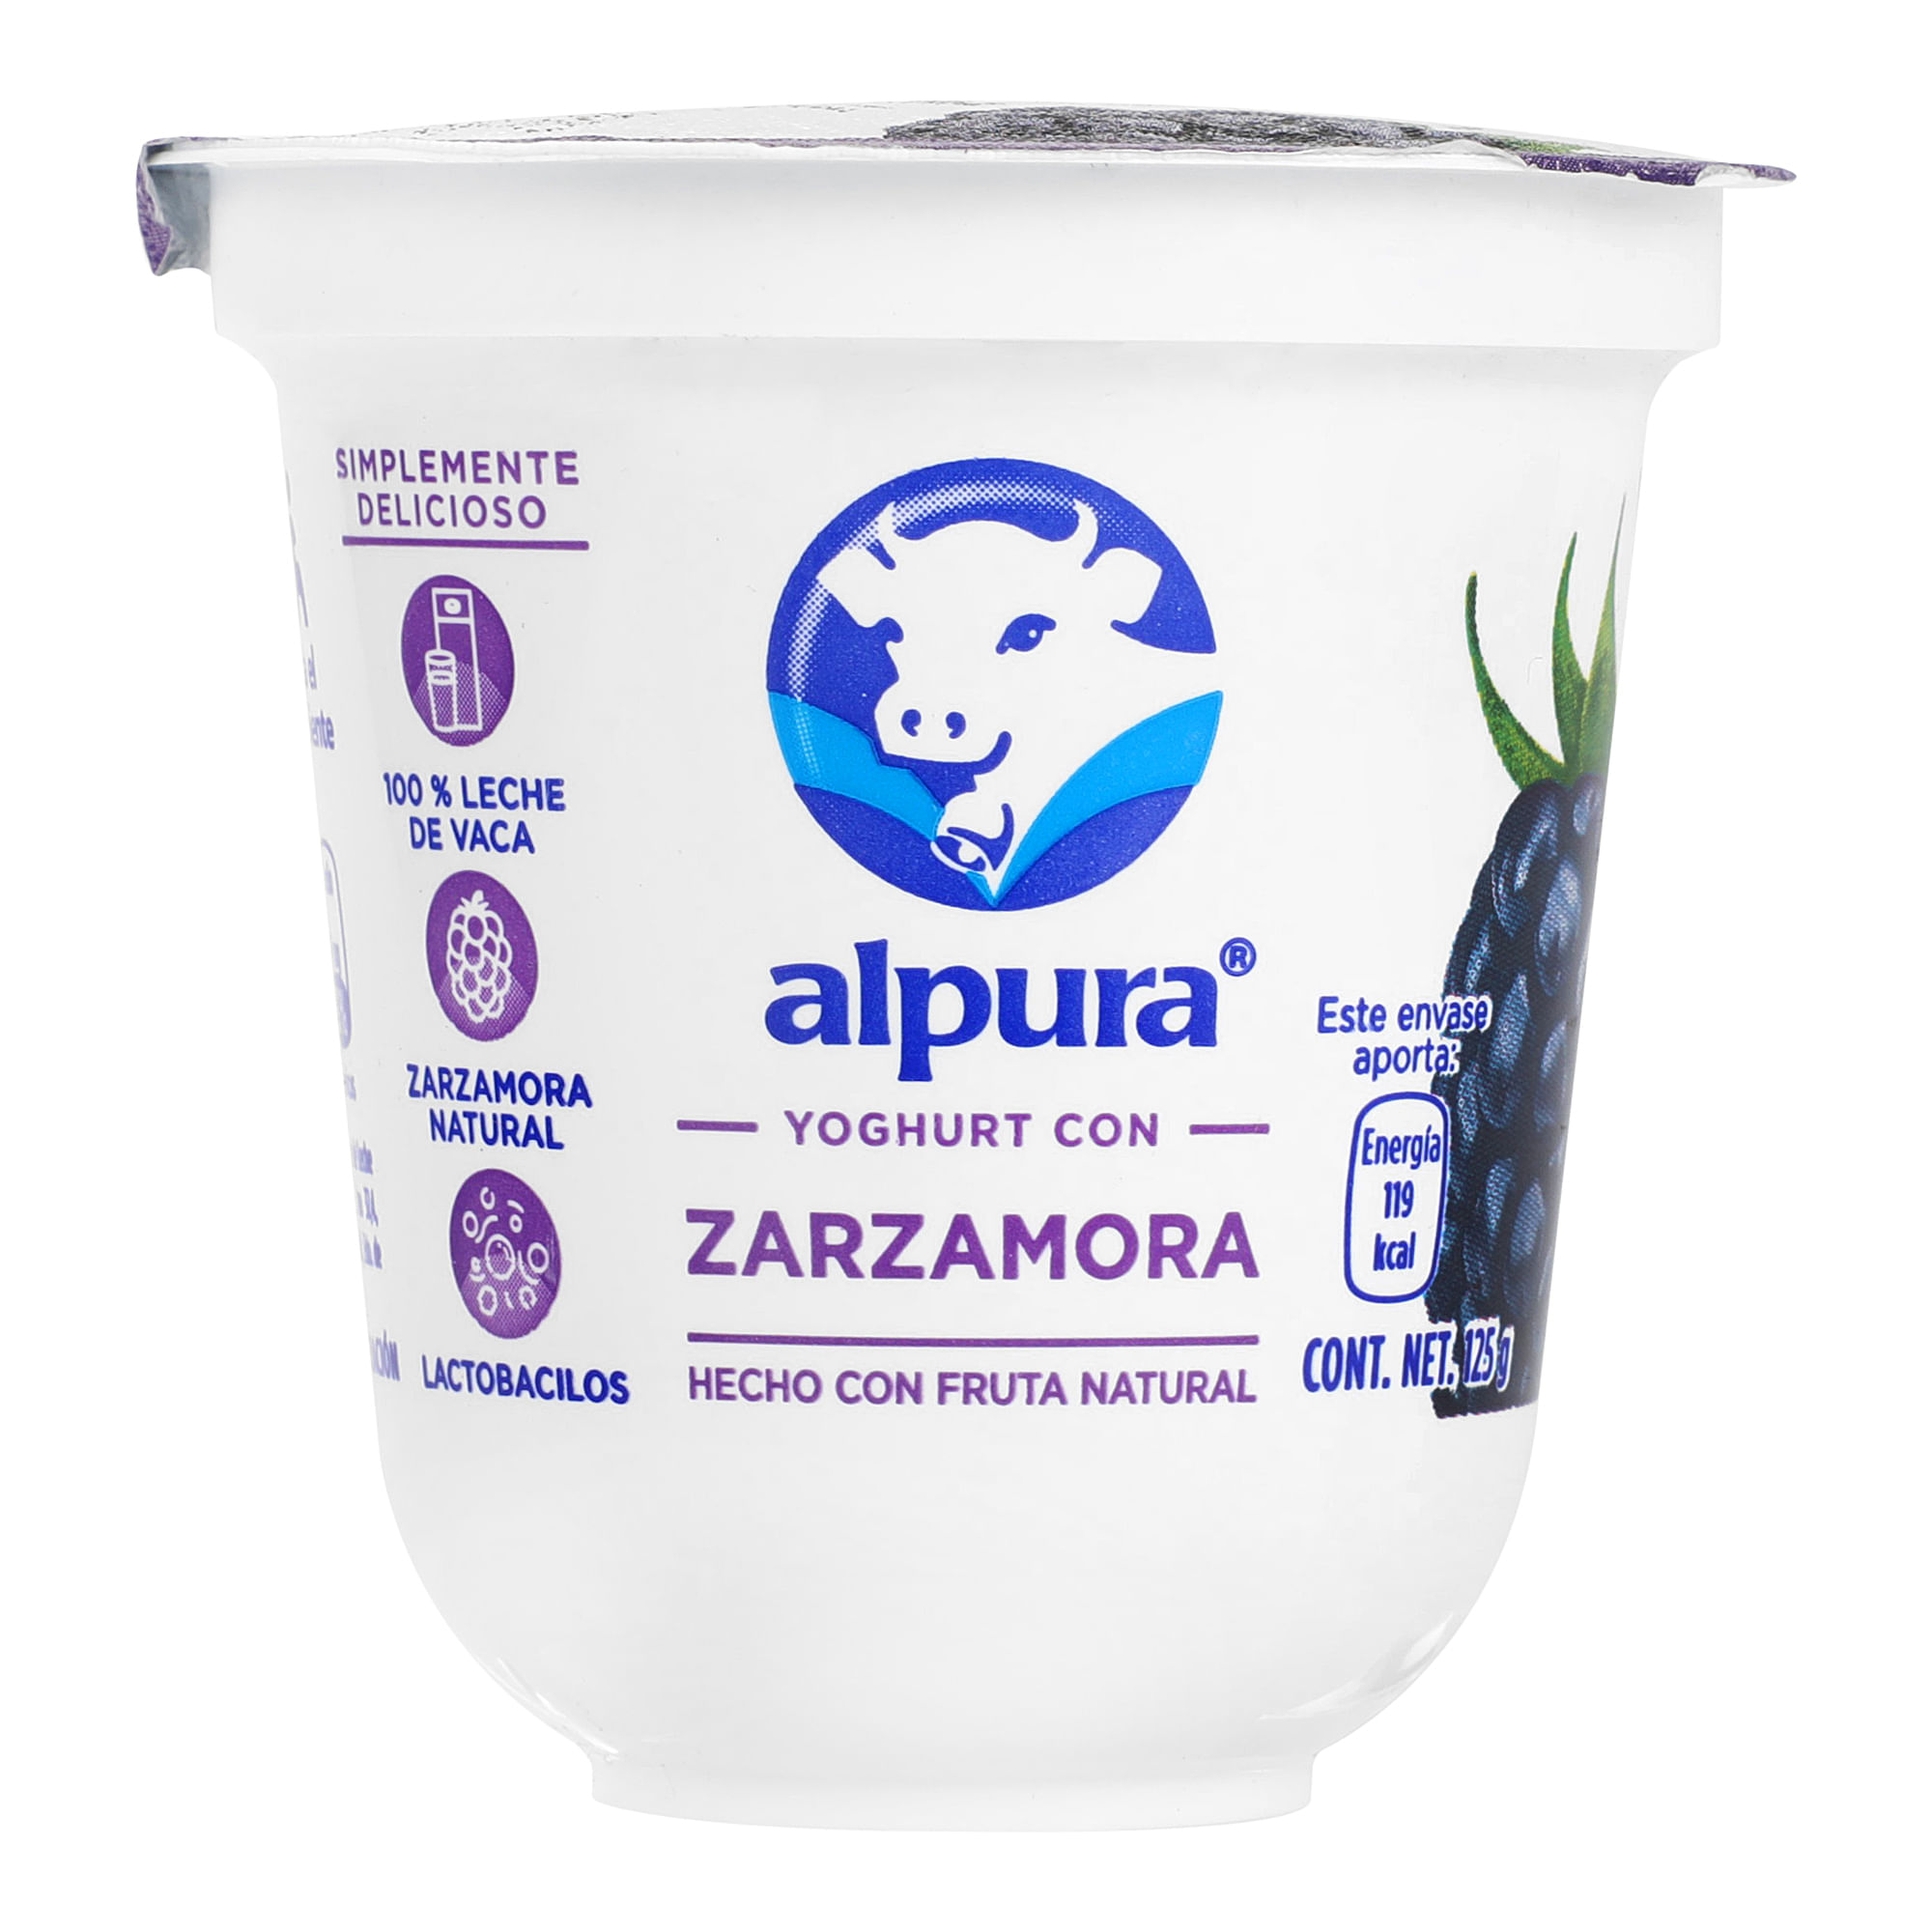 SIMPLEMENTE
DELICIOSO
100 % LECHE
DE VACA
ZARZAMORA
NATURAL
LACTOBACILOS
alpura®
YOGHURT CON
ZARZAMORA
HECHO CON FRUTA NATURAL
Este envase
aporta:
Energía
119
kcal
CONT. NET. 125 g